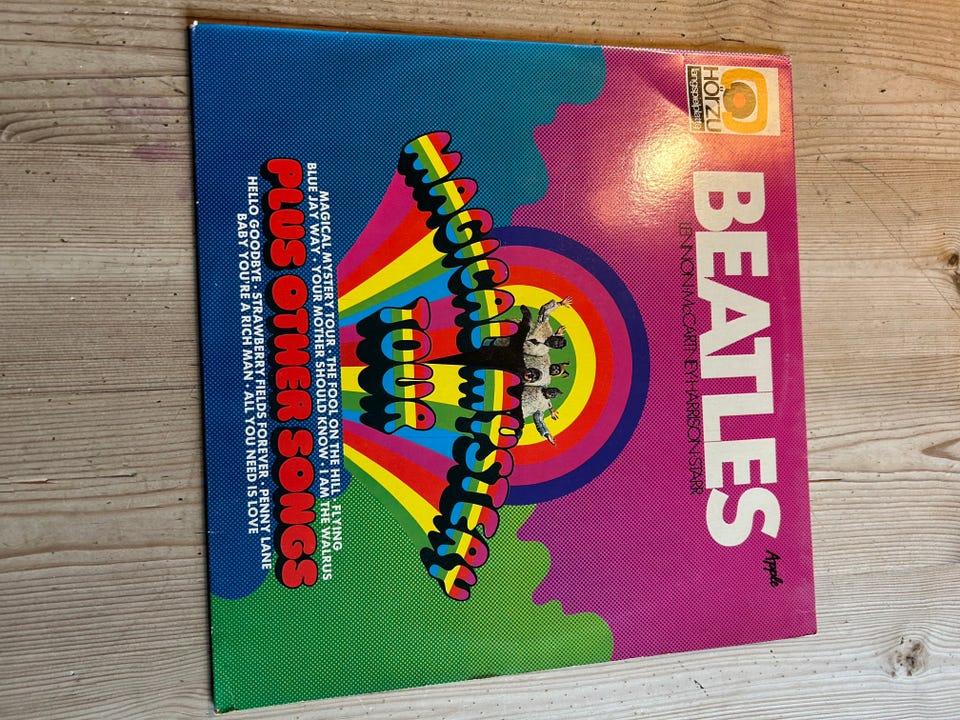 HÖRZU
langspielplatte
BEATLES
Apple
LENNON·McCARTNEY·HARRISON·STARR
MAGICAL MYSTERY
TOUR
MAGICAL MYSTERY TOUR · THE FOOL ON THE HILL · FLYING
BLUE JAY WAY · YOUR MOTHER SHOULD KNOW · I AM THE WALRUS
PLUS OTHER SONGS
HELLO GOODBYE · STRAWBERRY FIELDS FOREVER · PENNY LANE
BABY YOU'RE A RICH MAN · ALL YOU NEED IS LOVE